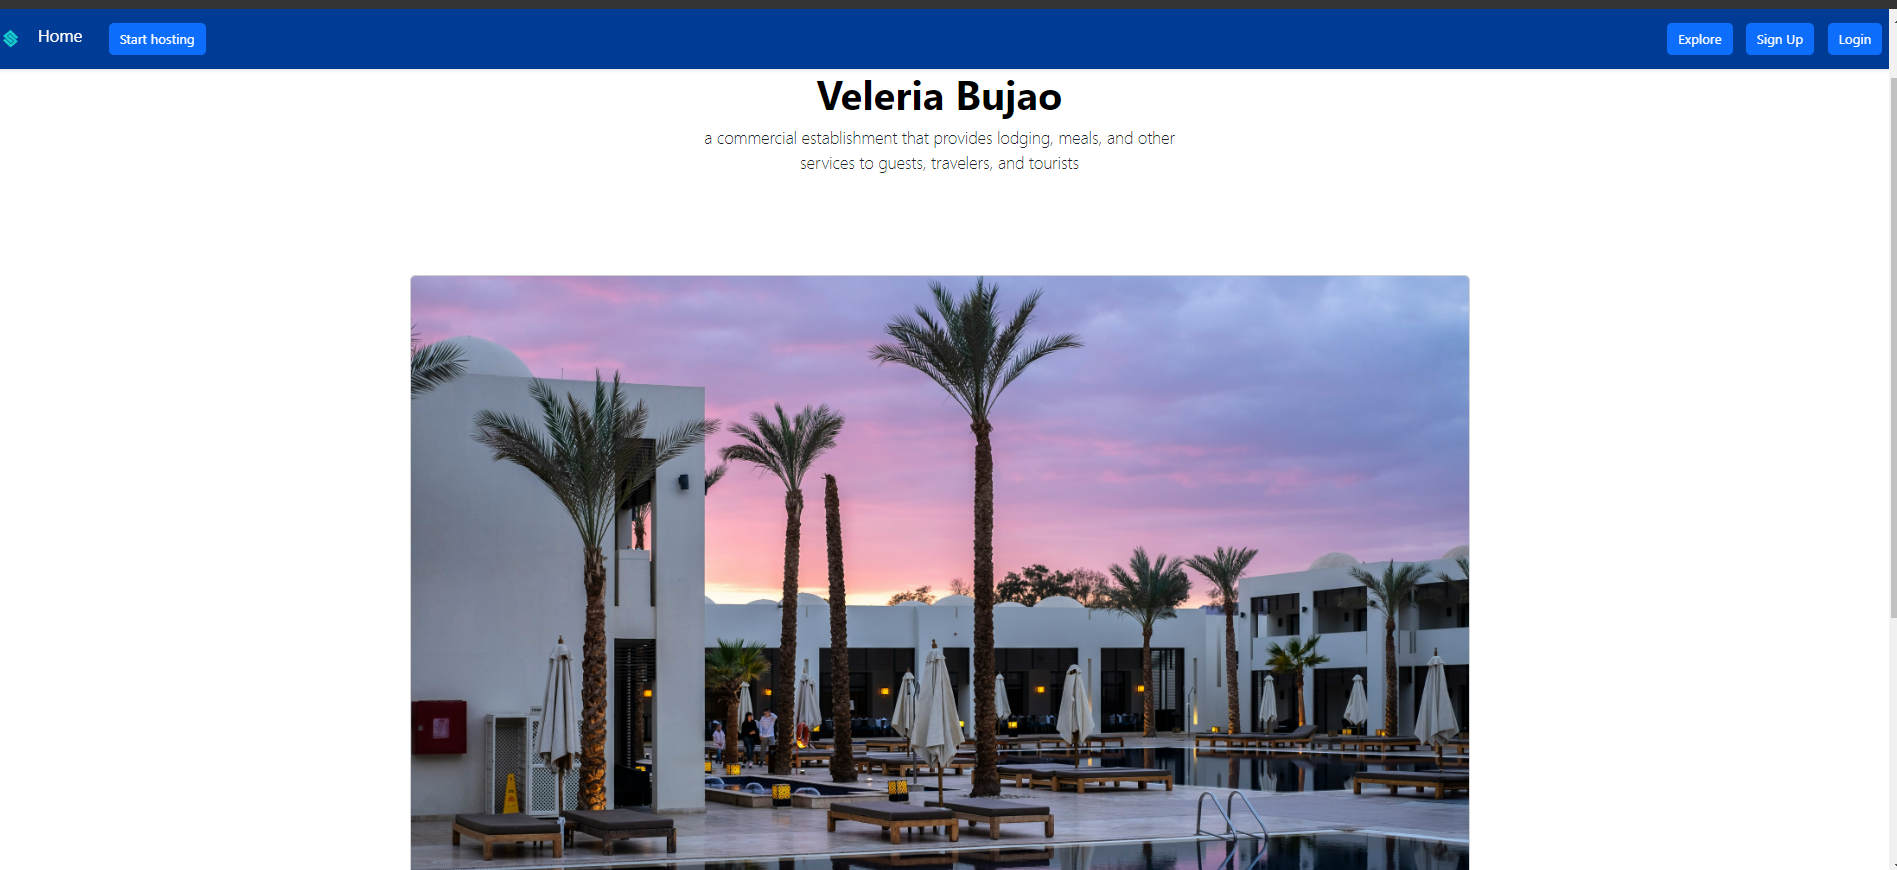 Home
Start hosting
Explore
Sign Up
Login
Veleria Bujao
a commercial establishment that provides lodging, meals, and other
services to guests, travelers, and tourists